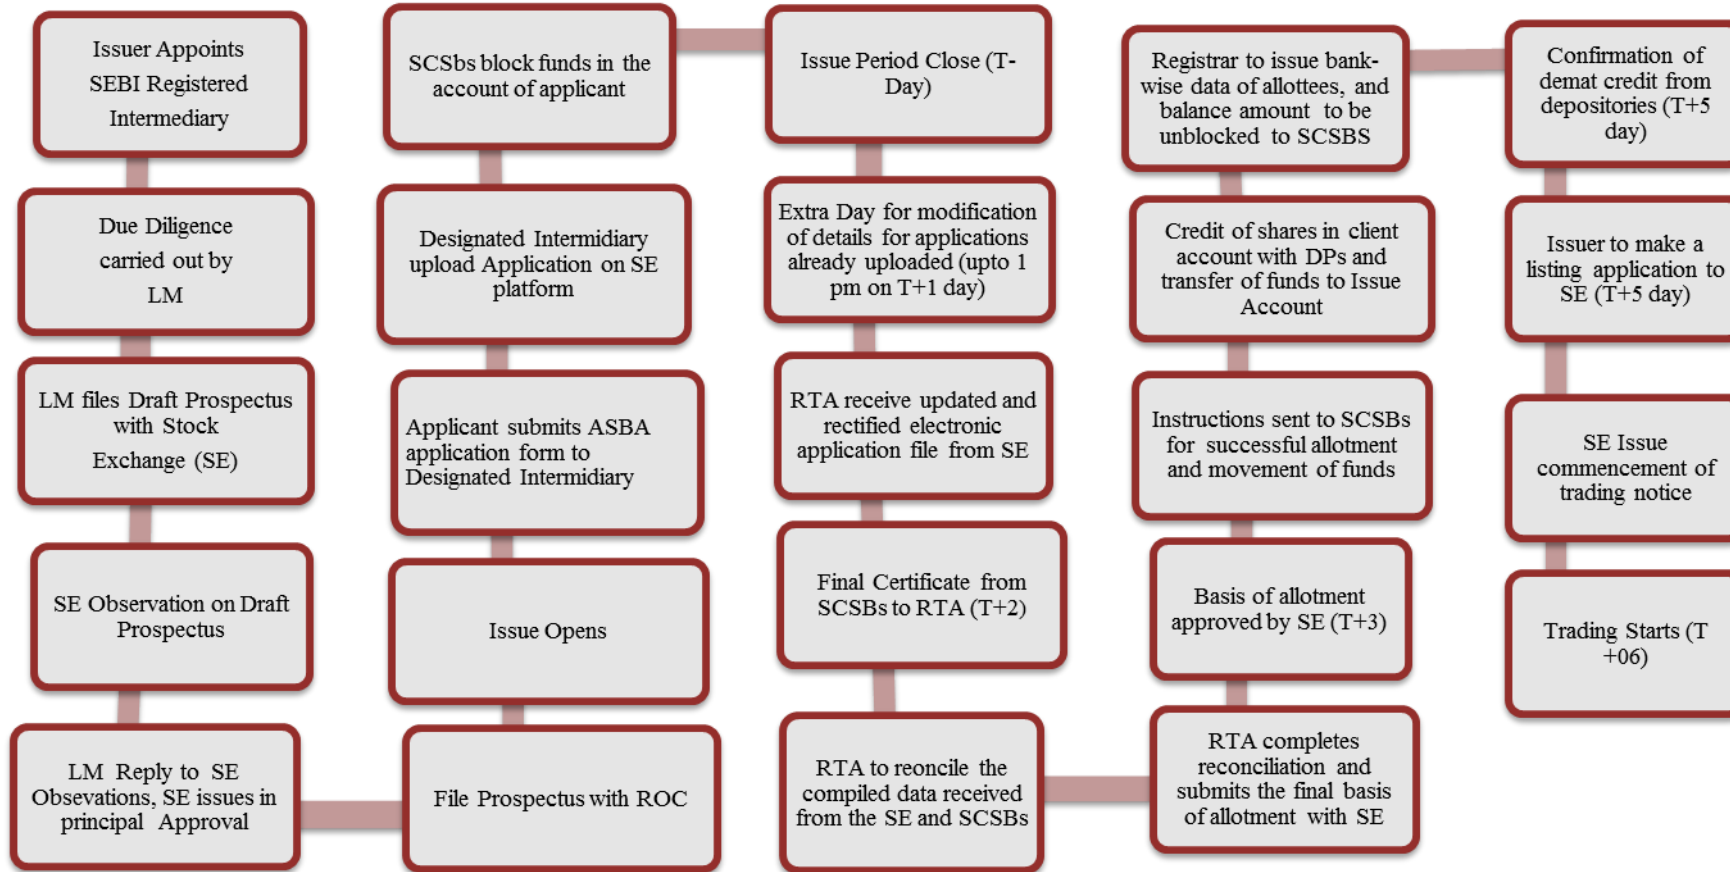 Issuer Appoints
SEBI Registered
Intermediary
Due Diligence
carried out by
LM
LM files Draft Prospectus
with Stock
Exchange (SE)
SE Observation on Draft
Prospectus
LM Reply to SE
Obsevations, SE issues in
principal Approval
File Prospectus with ROC
Issue Opens
Applicant submits ASBA
application form to
Designated Intermidiary
Designated Intermidiary
upload Application on SE
platform
SCSbs block funds in the
account of applicant
Issue Period Close (T-
Day)
Extra Day for modification
of details for applications
already uploaded (upto 1
pm on T+1 day)
RTA receive updated and
rectified electronic
application file from SE
Final Certificate from
SCSBs to RTA (T+2)
RTA to reoncile the
compiled data received
from the SE and SCSBs
RTA completes
reconciliation and
submits the final basis
of allotment with SE
Basis of allotment
approved by SE (T+3)
Instructions sent to SCSBs
for successful allotment
and movement of funds
Credit of shares in client
account with DPs and
transfer of funds to Issue
Account
Registrar to issue bank-
wise data of allottees, and
balance amount to be
unblocked to SCSBS
Confirmation of
demat credit from
depositories (T+5
day)
Issuer to make a
listing application to
SE (T+5 day)
SE Issue
commencement of
trading notice
Trading Starts (T
+06)